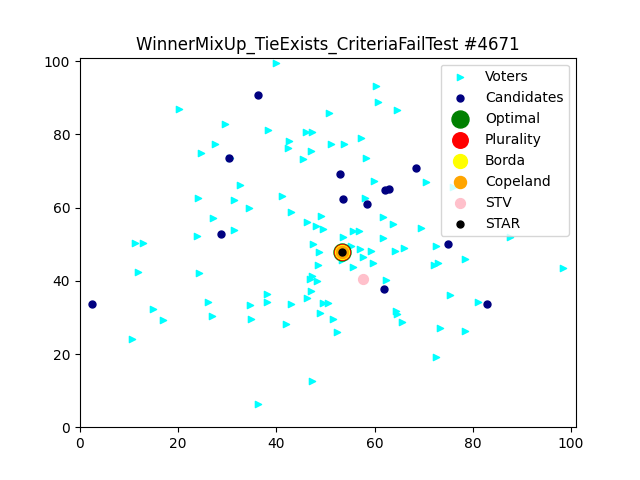 WinnerMixUp_TieExists_CriteriaFailTest #4671
100
80
60
40
20
0
0
20
40
60
80
100
Voters
Candidates
Optimal
Plurality
Borda
Copeland
STV
STAR